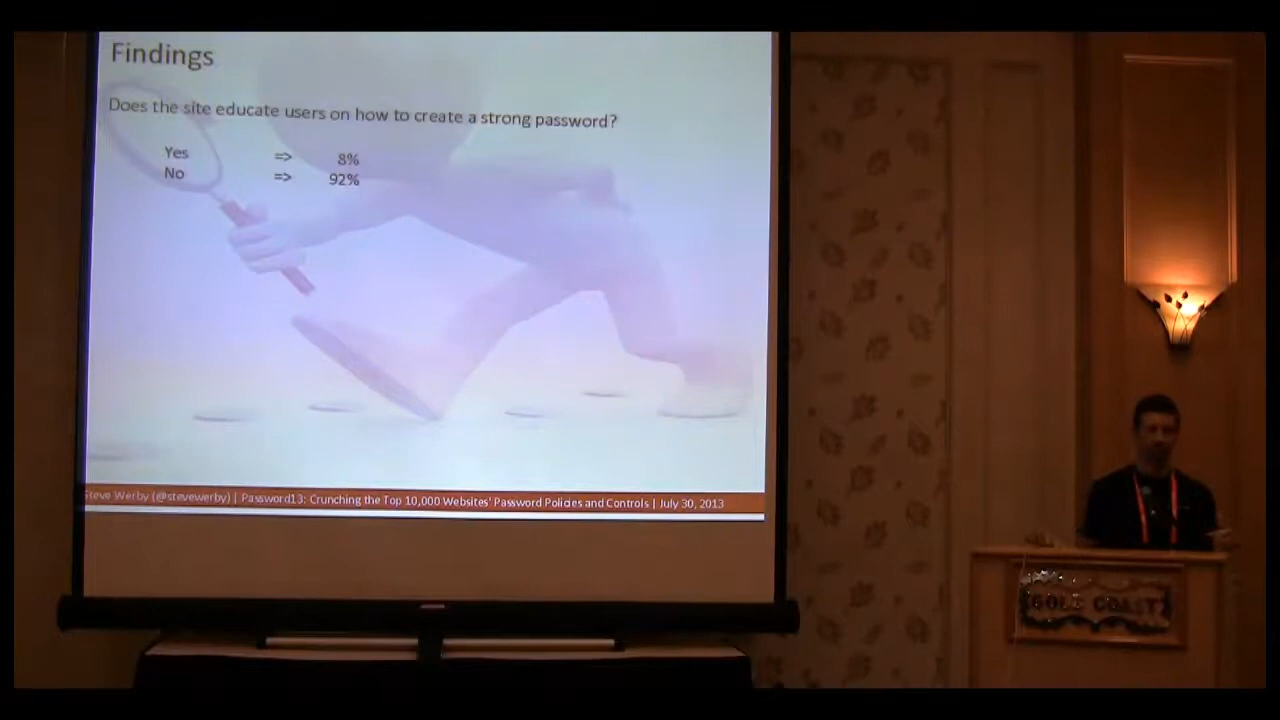 Findings
Does the site educate users on how to create a strong password?
Yes => 8%
No => 92%
Steve Werby (@stevewerby) | Password13: Crunching the Top 10,000 Websites' Password Policies and Controls | July 30, 2013
GOLD COAST